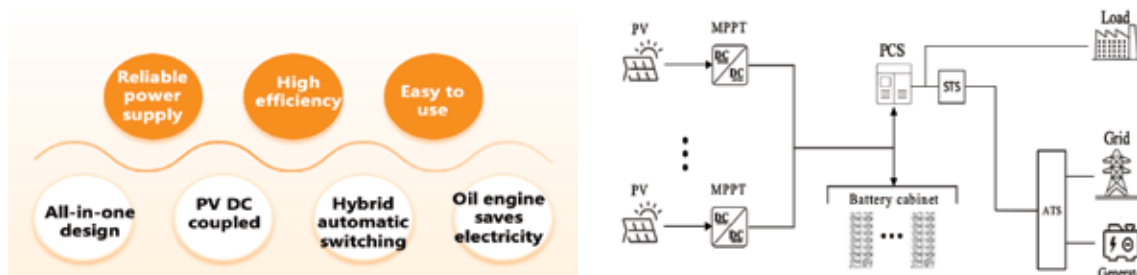 Reliable
power
supply
High
efficiency
Easy to
use
All-in-one
design
PV DC
coupled
Hybrid
automatic
switching
Oil engine
saves
electricity
PV
MPPT
DC
DC
PV
MPPT
DC
DC
PCS
STS
Load
Battery cabinet
ATS
Grid